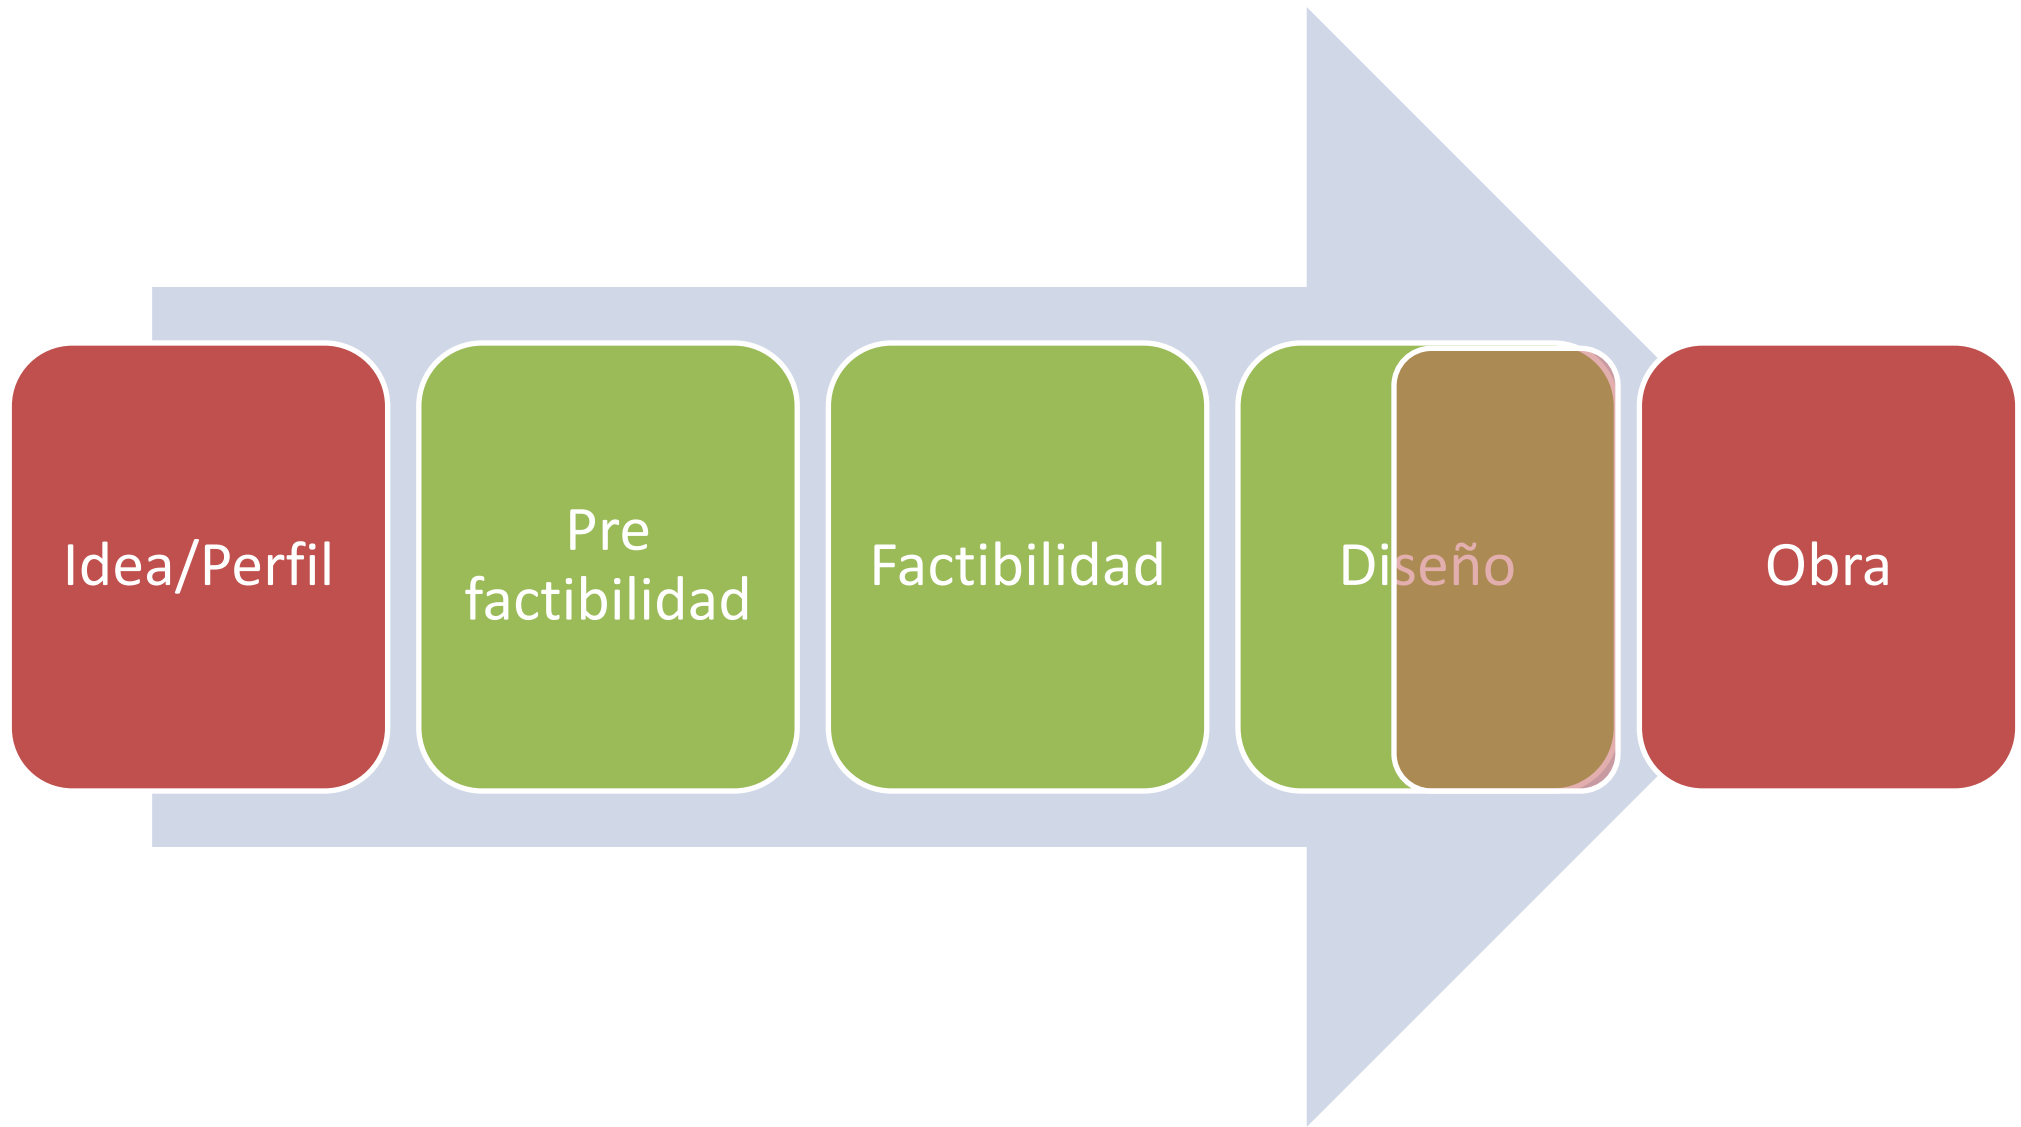 Idea/Perfil
Pre
factibilidad
Factibilidad
Diseño
Obra